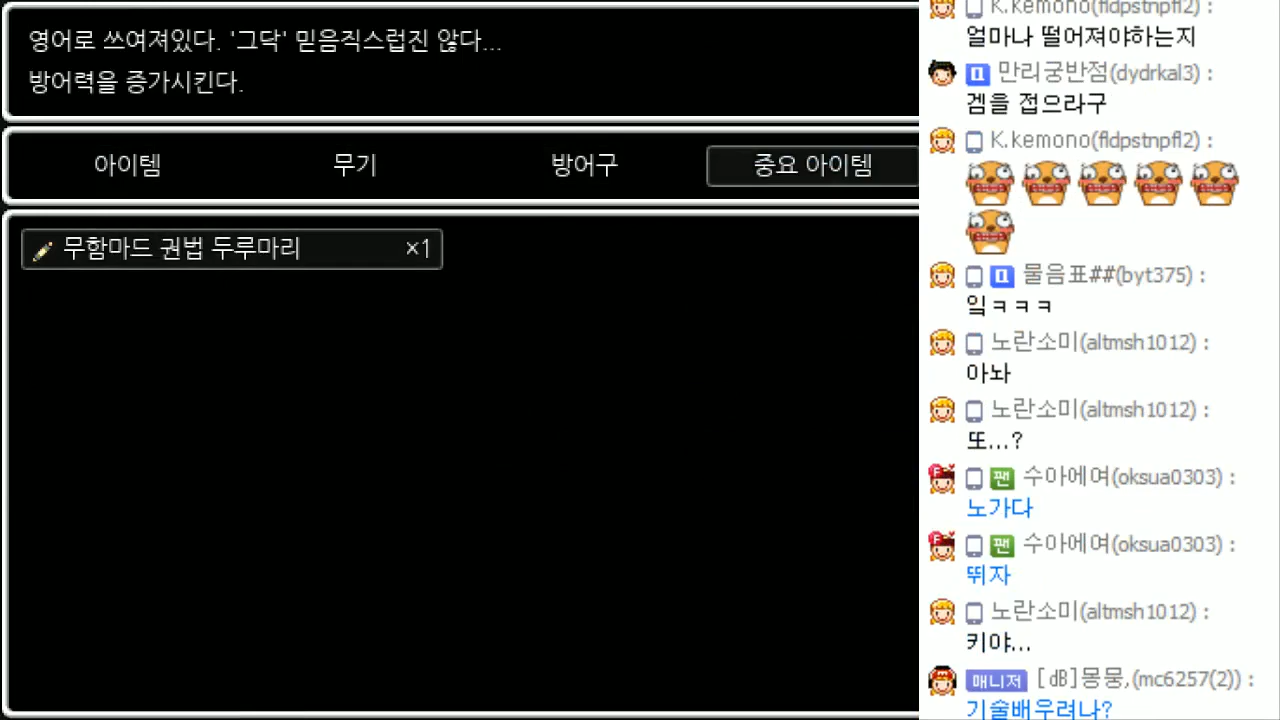 영어로 쓰여져있다. '그닥' 믿음직스럽진 않다...
방어력을 증가시킨다.
아이템 무기 방어구 중요 아이템
무함마드 권법 두루마리 ×1
K.kemono(fldpstnpfl2) :
얼마나 떨어져야하는지
만리궁반점(dydrkal3) :
겜을 접으라구
K.kemono(fldpstnpfl2) :
물음표##(byt375) :
잌ㅋㅋㅋ
노란소미(altmsh1012) :
아놔
노란소미(altmsh1012) :
또...?
팬 수아에여(oksua0303) :
노가다
팬 수아에여(oksua0303) :
뛰자
노란소미(altmsh1012) :
키야...
매니저 [dB]몽뭉,(mc6257(2)) :
기술배우려나?